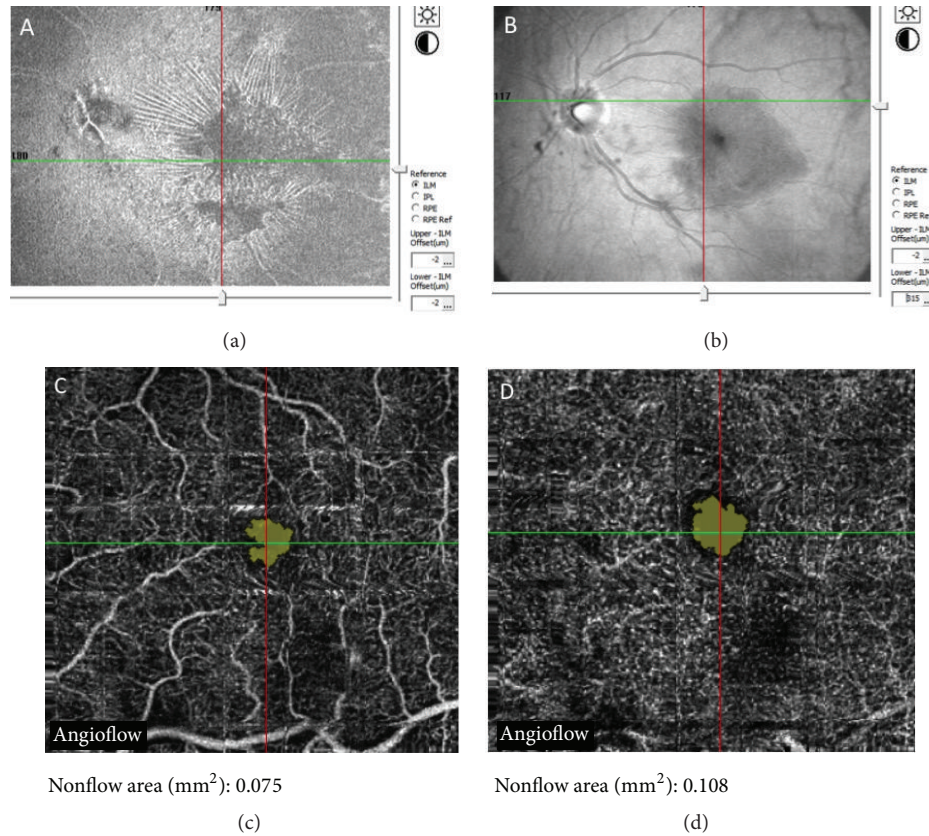 A
175
180
Reference
ILM
IPL
RPE
RPE Ref
Upper - ILM
Offset(um)
-2 ...
Lower - ILM
Offset(um)
-2 ...
(a)
B
117
Reference
ILM
IPL
RPE
RPE Ref
Upper - ILM
Offset(um)
-2 ...
Lower - ILM
Offset(um)
315 ...
(b)
C
Angioflow
Nonflow area (mm²): 0.075
(c)
D
Angioflow
Nonflow area (mm²): 0.108
(d)